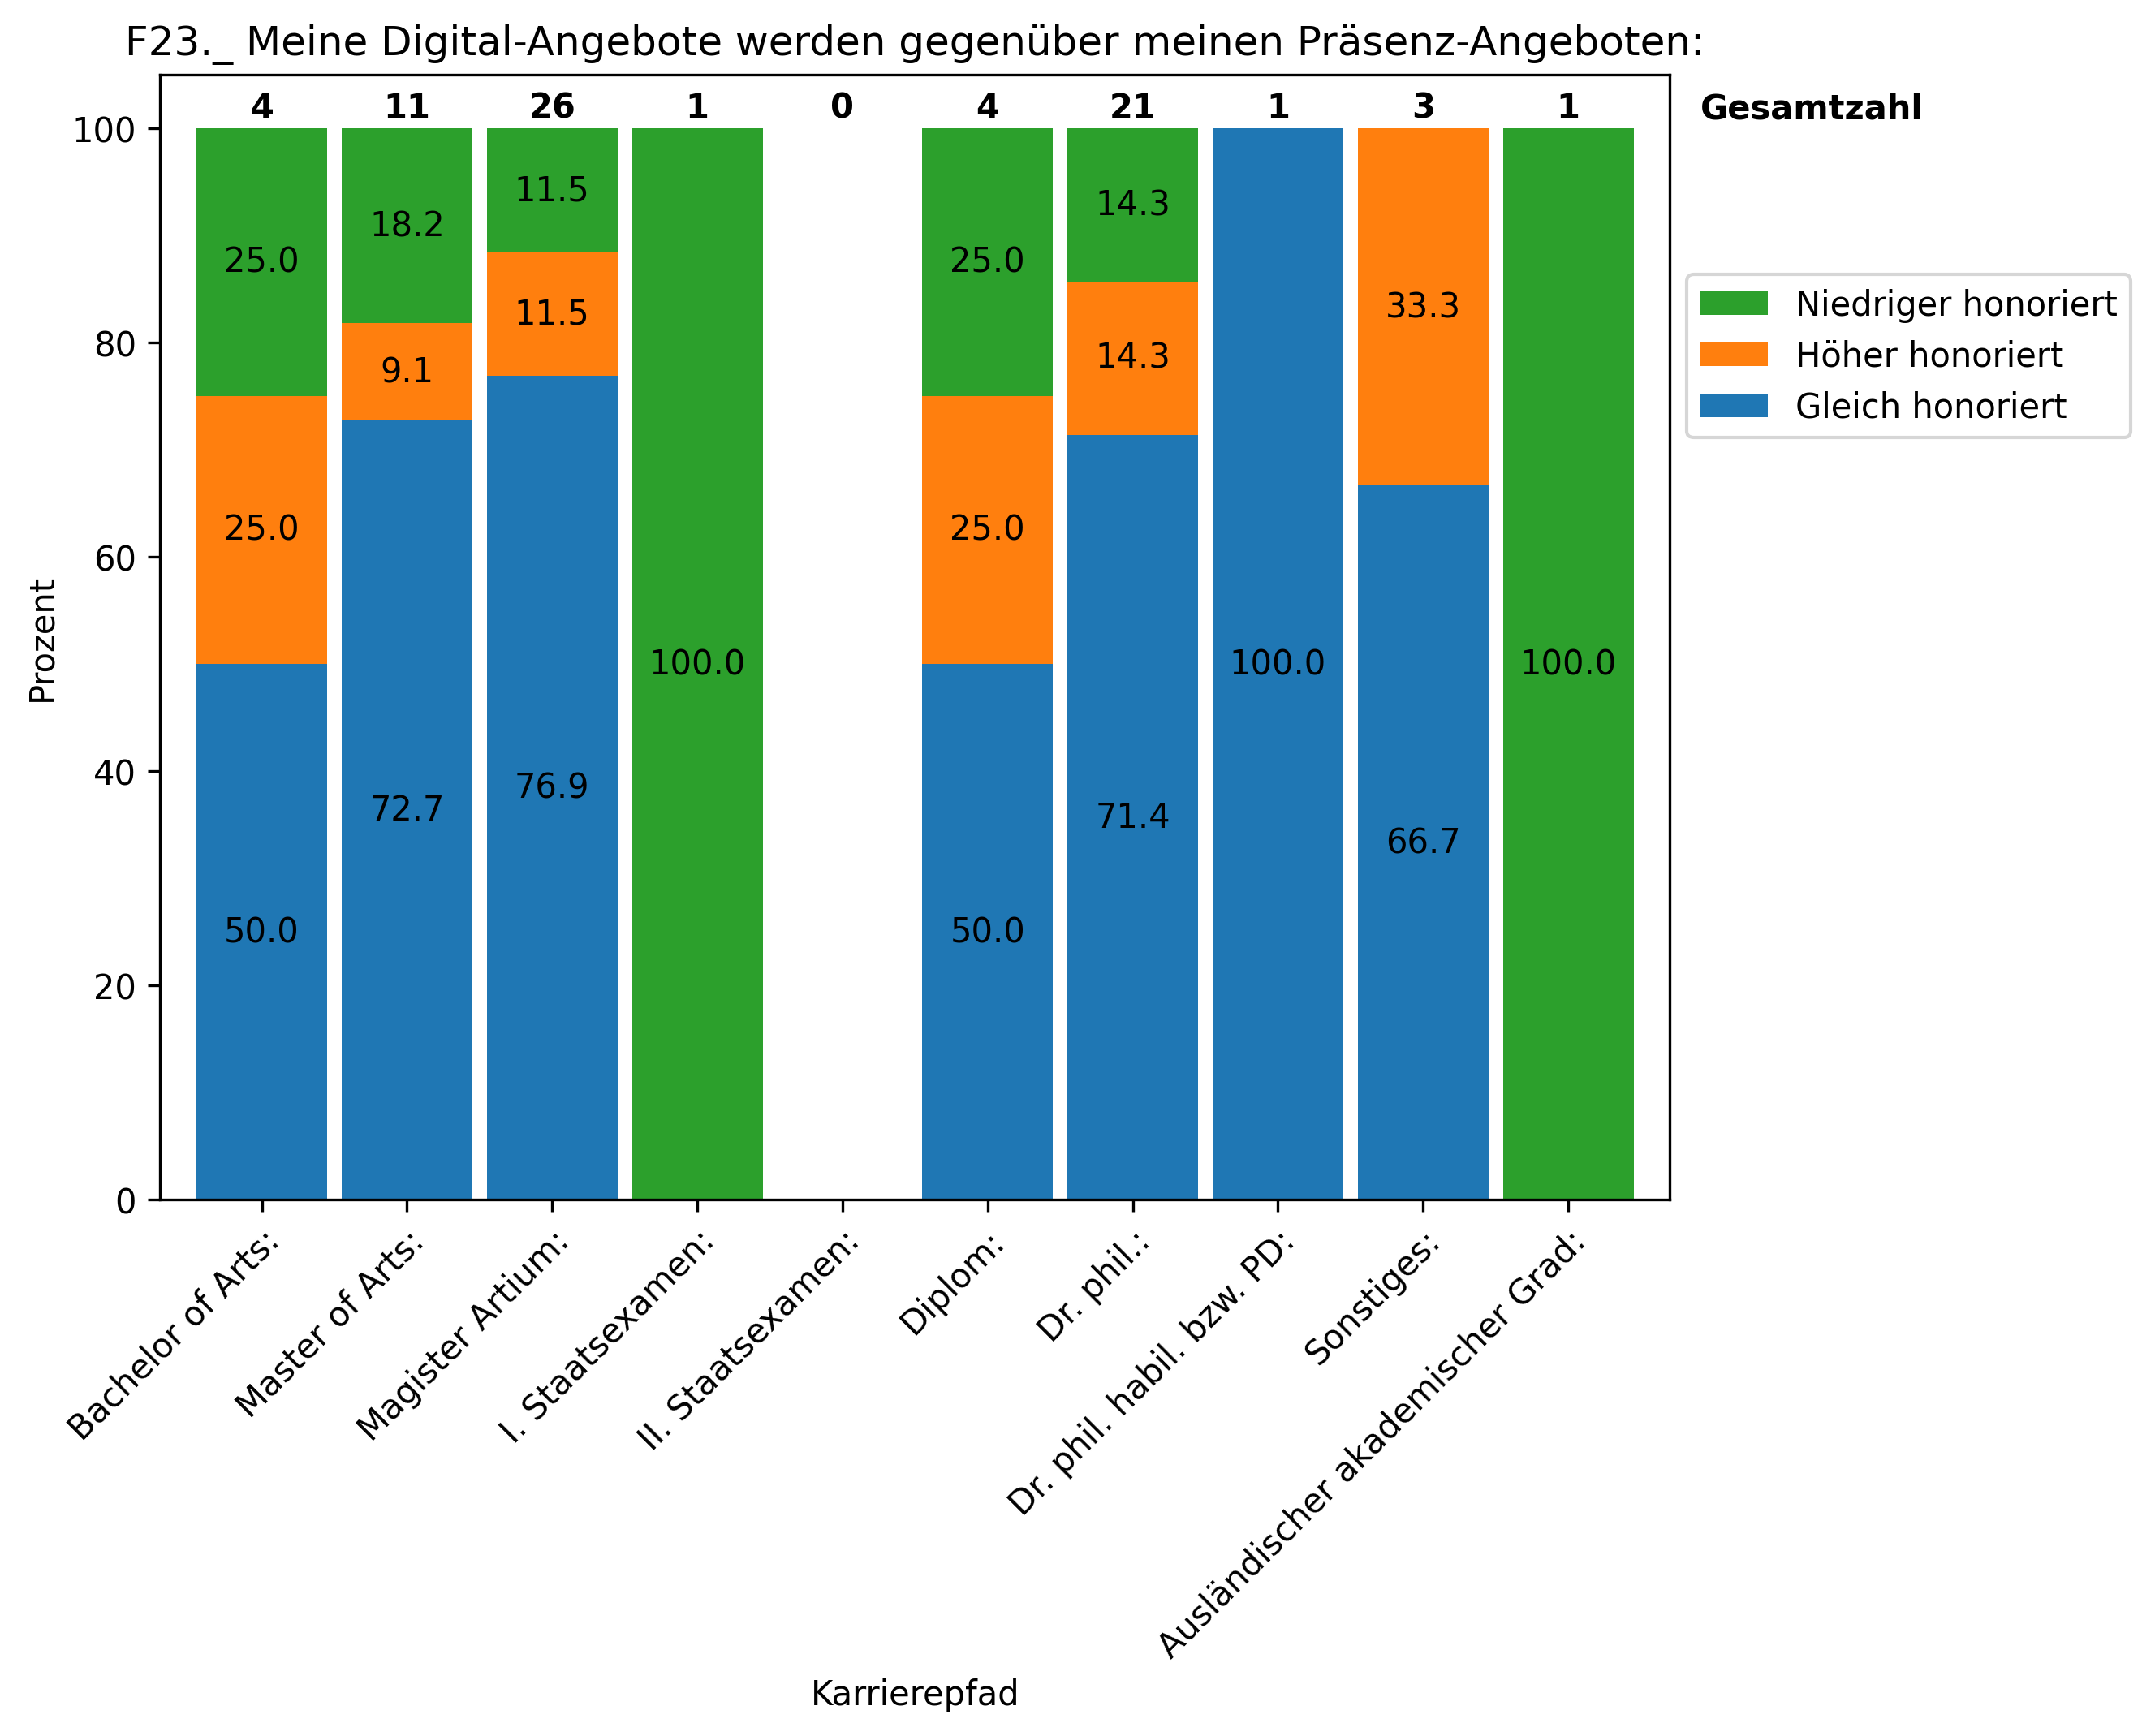 F23._ Meine Digital-Angebote werden gegenüber meinen Präsenz-Angeboten:
4 11 26 1 0 4 21 1 3 1 Gesamtzahl
Niedriger honoriert
Höher honoriert
Gleich honoriert
Prozent
100
80
60
40
20
0
25.0 18.2 11.5 25.0 14.3
25.0 9.1 11.5 25.0 14.3 33.3
50.0 72.7 76.9 100.0 50.0 71.4 100.0 66.7 100.0
Bachelor of Arts:
Master of Arts:
Magister Artium:
I. Staatsexamen:
II. Staatsexamen:
Diplom:
Dr. phil.:
Dr. phil. habil. bzw. PD:
Sonstiges:
Ausländischer akademischer Grad:
Karrierepfad